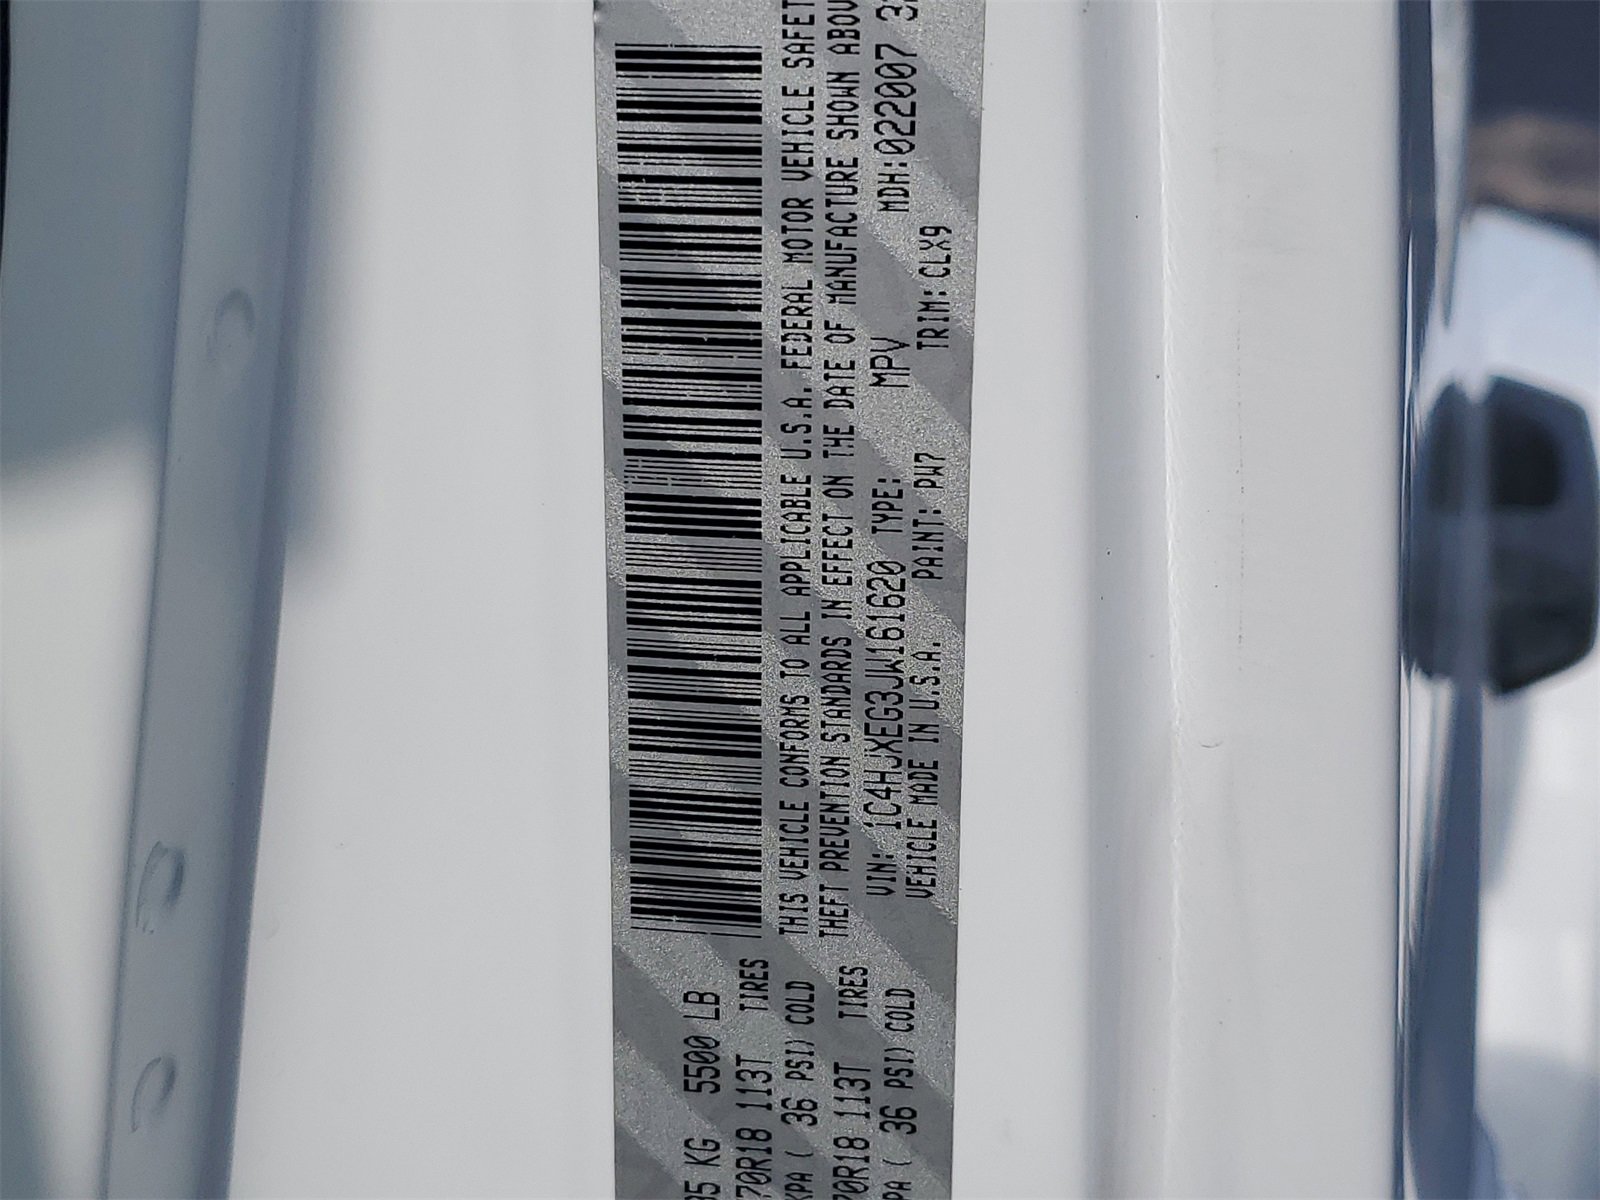 95 KG 5500 LB
70R18 113T TIRES
KPA ( 36 PSI) COLD
70R18 113T TIRES
PA ( 36 PSI) COLD
THIS VEHICLE CONFORMS TO ALL APPLICABLE U.S.A. FEDERAL MOTOR VEHICLE SAFET
THEFT PREVENTION STANDARDS IN EFFECT ON THE DATE OF MANUFACTURE SHOWN ABOV
VIN: 1C4HJXEG3JW161620 TYPE: MPV MDH:022007 3
VEHICLE MADE IN U.S.A. PAINT: PW7 TRIM: CLX9